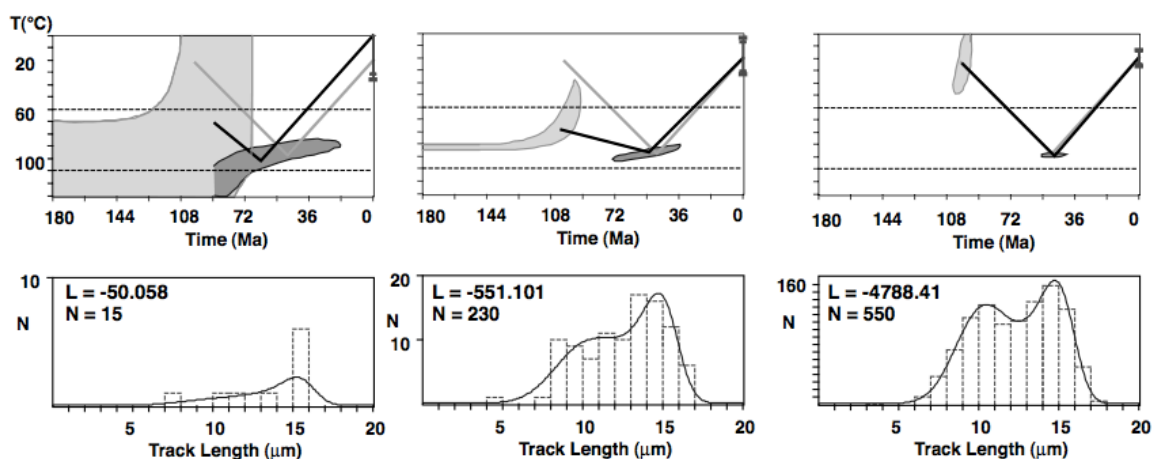 T(°C)
20
60
100
180 144 108 72 36 0
Time (Ma)
180 144 108 72 36 0
Time (Ma)
180 144 108 72 36 0
Time (Ma)
10
N
L = -50.058
N = 15
5 10 15 20
Track Length (μm)
20
10
N
L = -551.101
N = 230
5 10 15 20
Track Length (μm)
160
N
L = -4788.41
N = 550
5 10 15 20
Track Length (μm)